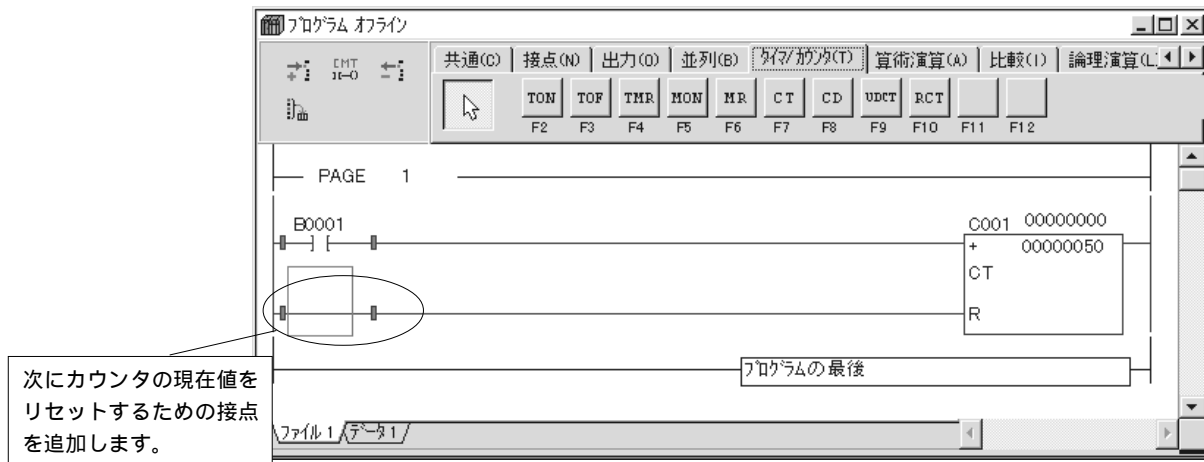 プログラム オフライン
CMT
共通(C) 接点(N) 出力(O) 並列(B) タイマ/カウンタ(T) 算術演算(A) 比較(I) 論理演算(L
TON TOF TMR MON MR CT CD UDCT RCT
F2 F3 F4 F5 F6 F7 F8 F9 F10 F11 F12
PAGE 1
B0001
C001 00000000
+ 00000050
CT
R
プログラムの最後
次にカウンタの現在値を
リセットするための接点
を追加します。
ファイル 1 データ 1